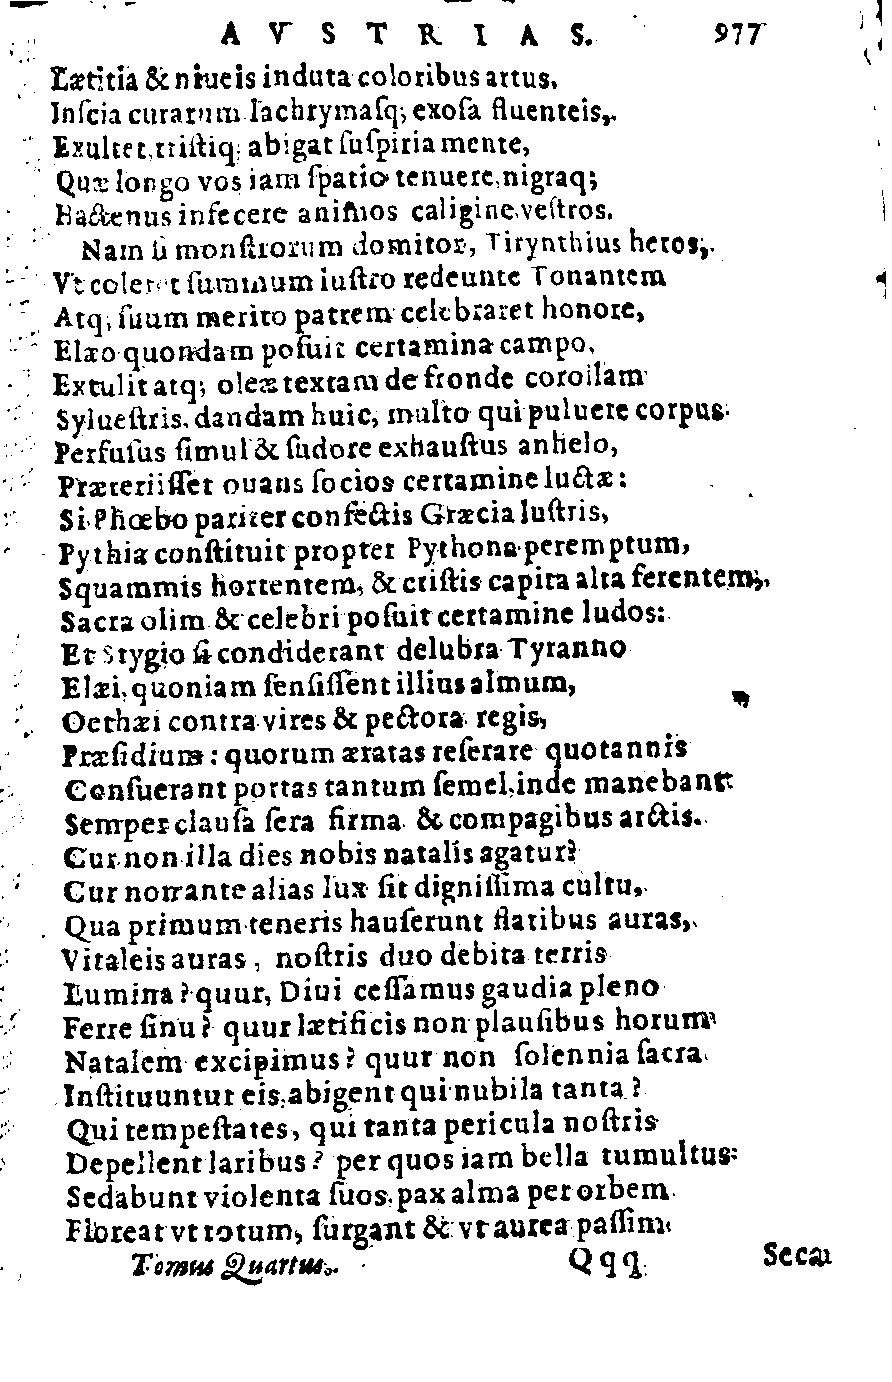 AVSTRIAS. 977
Lætitia & niueis induta coloribus artus,
Inſcia curarum lachrymaſq; exoſa fluenteis,
Exultet, triſtiq; abigat ſuſpiria mente,
Quæ longo vos iam ſpatio tenuere, nigraq;
Hactenus infecere animos caligine veſtros.
Nam ſi monſtrorum domitor, Tirynthius heros,
Vt coleret ſummum luſtro redeunte Tonantem
Atq; ſuum merito patrem celebraret honore,
Elæo quondam poſuit certamina campo,
Extulit atq; oleæ textam de fronde corollam
Sylueſtris, dandam huic, multo qui puluere corpus
Perfuſus ſimul & ſudore exhauſtus anhelo,
Præteriiſſet ouans ſocios certamine luctæ:
Si Phœbo pariter confectis Græcia luſtris,
Pythia conſtituit propter Pythona peremptum,
Squammis horrentem, & criſtis capita alta ferentem,
Sacra olim & celebri poſuit certamine ludos:
Et Stygio ſi condiderant delubra Tyranno
Elæi, quoniam ſenſiſſent illius almum,
Oethæi contra vires & pectora regis,
Præſidium: quorum æratas reſerare quotannis
Conſuerant portas tantum ſemel, inde manebant
Semper clauſa ſera firma & compagibus arctis.
Cur non illa dies nobis natalis agatur?
Cur non ante alias lux ſit digniſſima cultu,
Qua primum teneris hauſerunt flatibus auras,
Vitaleis auras, noſtris duo debita terris
Lumina? quur, Diui ceſſamus gaudia pleno
Ferre ſinu? quur lætificis non plauſibus horum
Natalem excipimus? quur non ſolennia ſacra
Inſtituuntur eis, abigent qui nubila tanta?
Qui tempeſtates, qui tanta pericula noſtris
Depellent laribus? per quos iam bella tumultus
Sedabunt violenta ſuos, pax alma per orbem
Floreat vt totum, ſurgant & vt aurea paſſim
Tomus Quartus. Qqq Secu